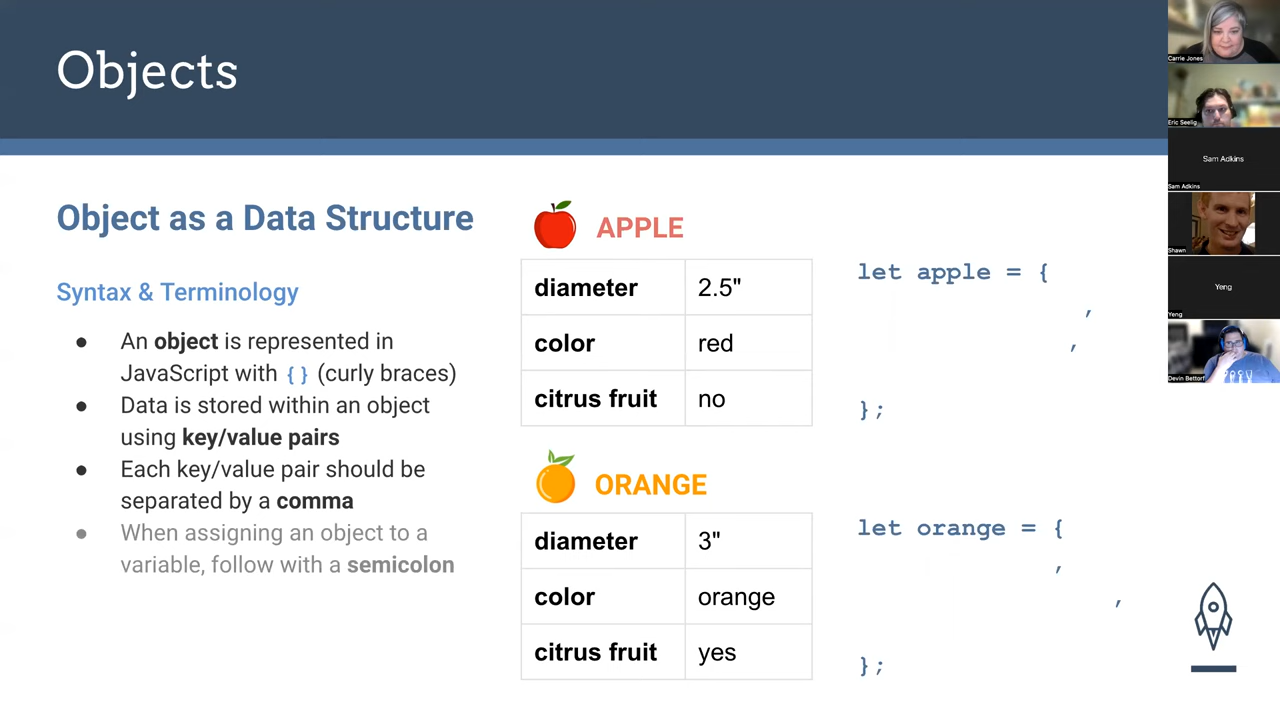 Objects
Object as a Data Structure
Syntax & Terminology
● An object is represented in
JavaScript with { } (curly braces)
● Data is stored within an object
using key/value pairs
● Each key/value pair should be
separated by a comma
● When assigning an object to a
variable, follow with a semicolon
APPLE
diameter 2.5"
color red
citrus fruit no
ORANGE
diameter 3"
color orange
citrus fruit yes
let apple = {
,
,
};
let orange = {
,
,
};
Carrie Jones
Eric Seelig
Sam Adkins
Sam Adkins
Shawn
Yeng
Yeng
Devin Bettorf